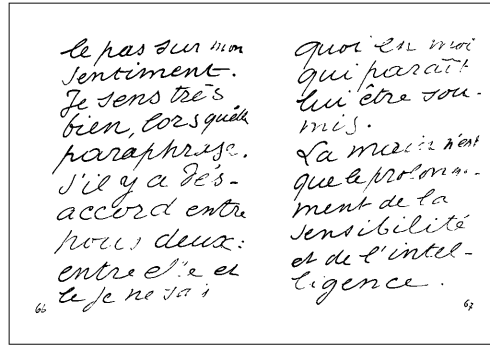 le pas sur mon
sentiment.
Je sens très
bien, lorsqu'elle
paraphrase.
s'il y a dés-
accord entre
nous deux:
entre elle et
le je ne sais
66
quoi en moi
qui paraît
lui être sou-
mis.
La main n'est
que le prolonge-
ment de la
sensibilité
et de l'intel-
ligence.
67